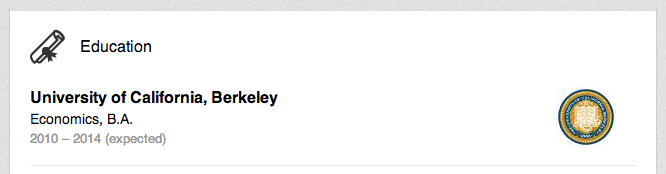 Education
University of California, Berkeley
Economics, B.A.
2010 – 2014 (expected)